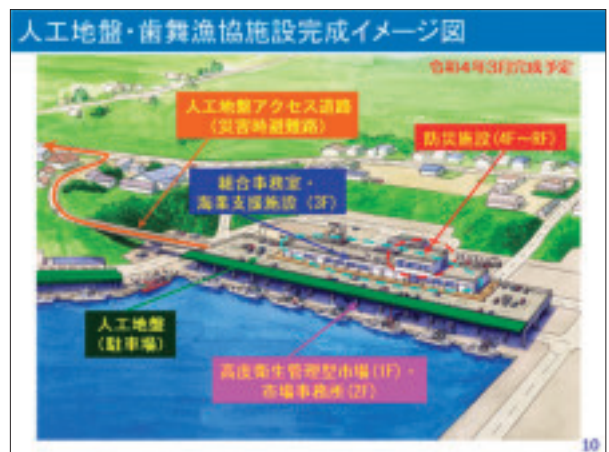 人工地盤・歯舞漁協施設完成イメージ図
令和4年3月完成予定
人工地盤アクセス道路
（災害時避難路）
防災施設(4F～RF)
総合事務室・
漁業支援施設（3F）
人工地盤
（駐車場）
高度衛生管理型市場(1F)・
市場事務所(2F)
10